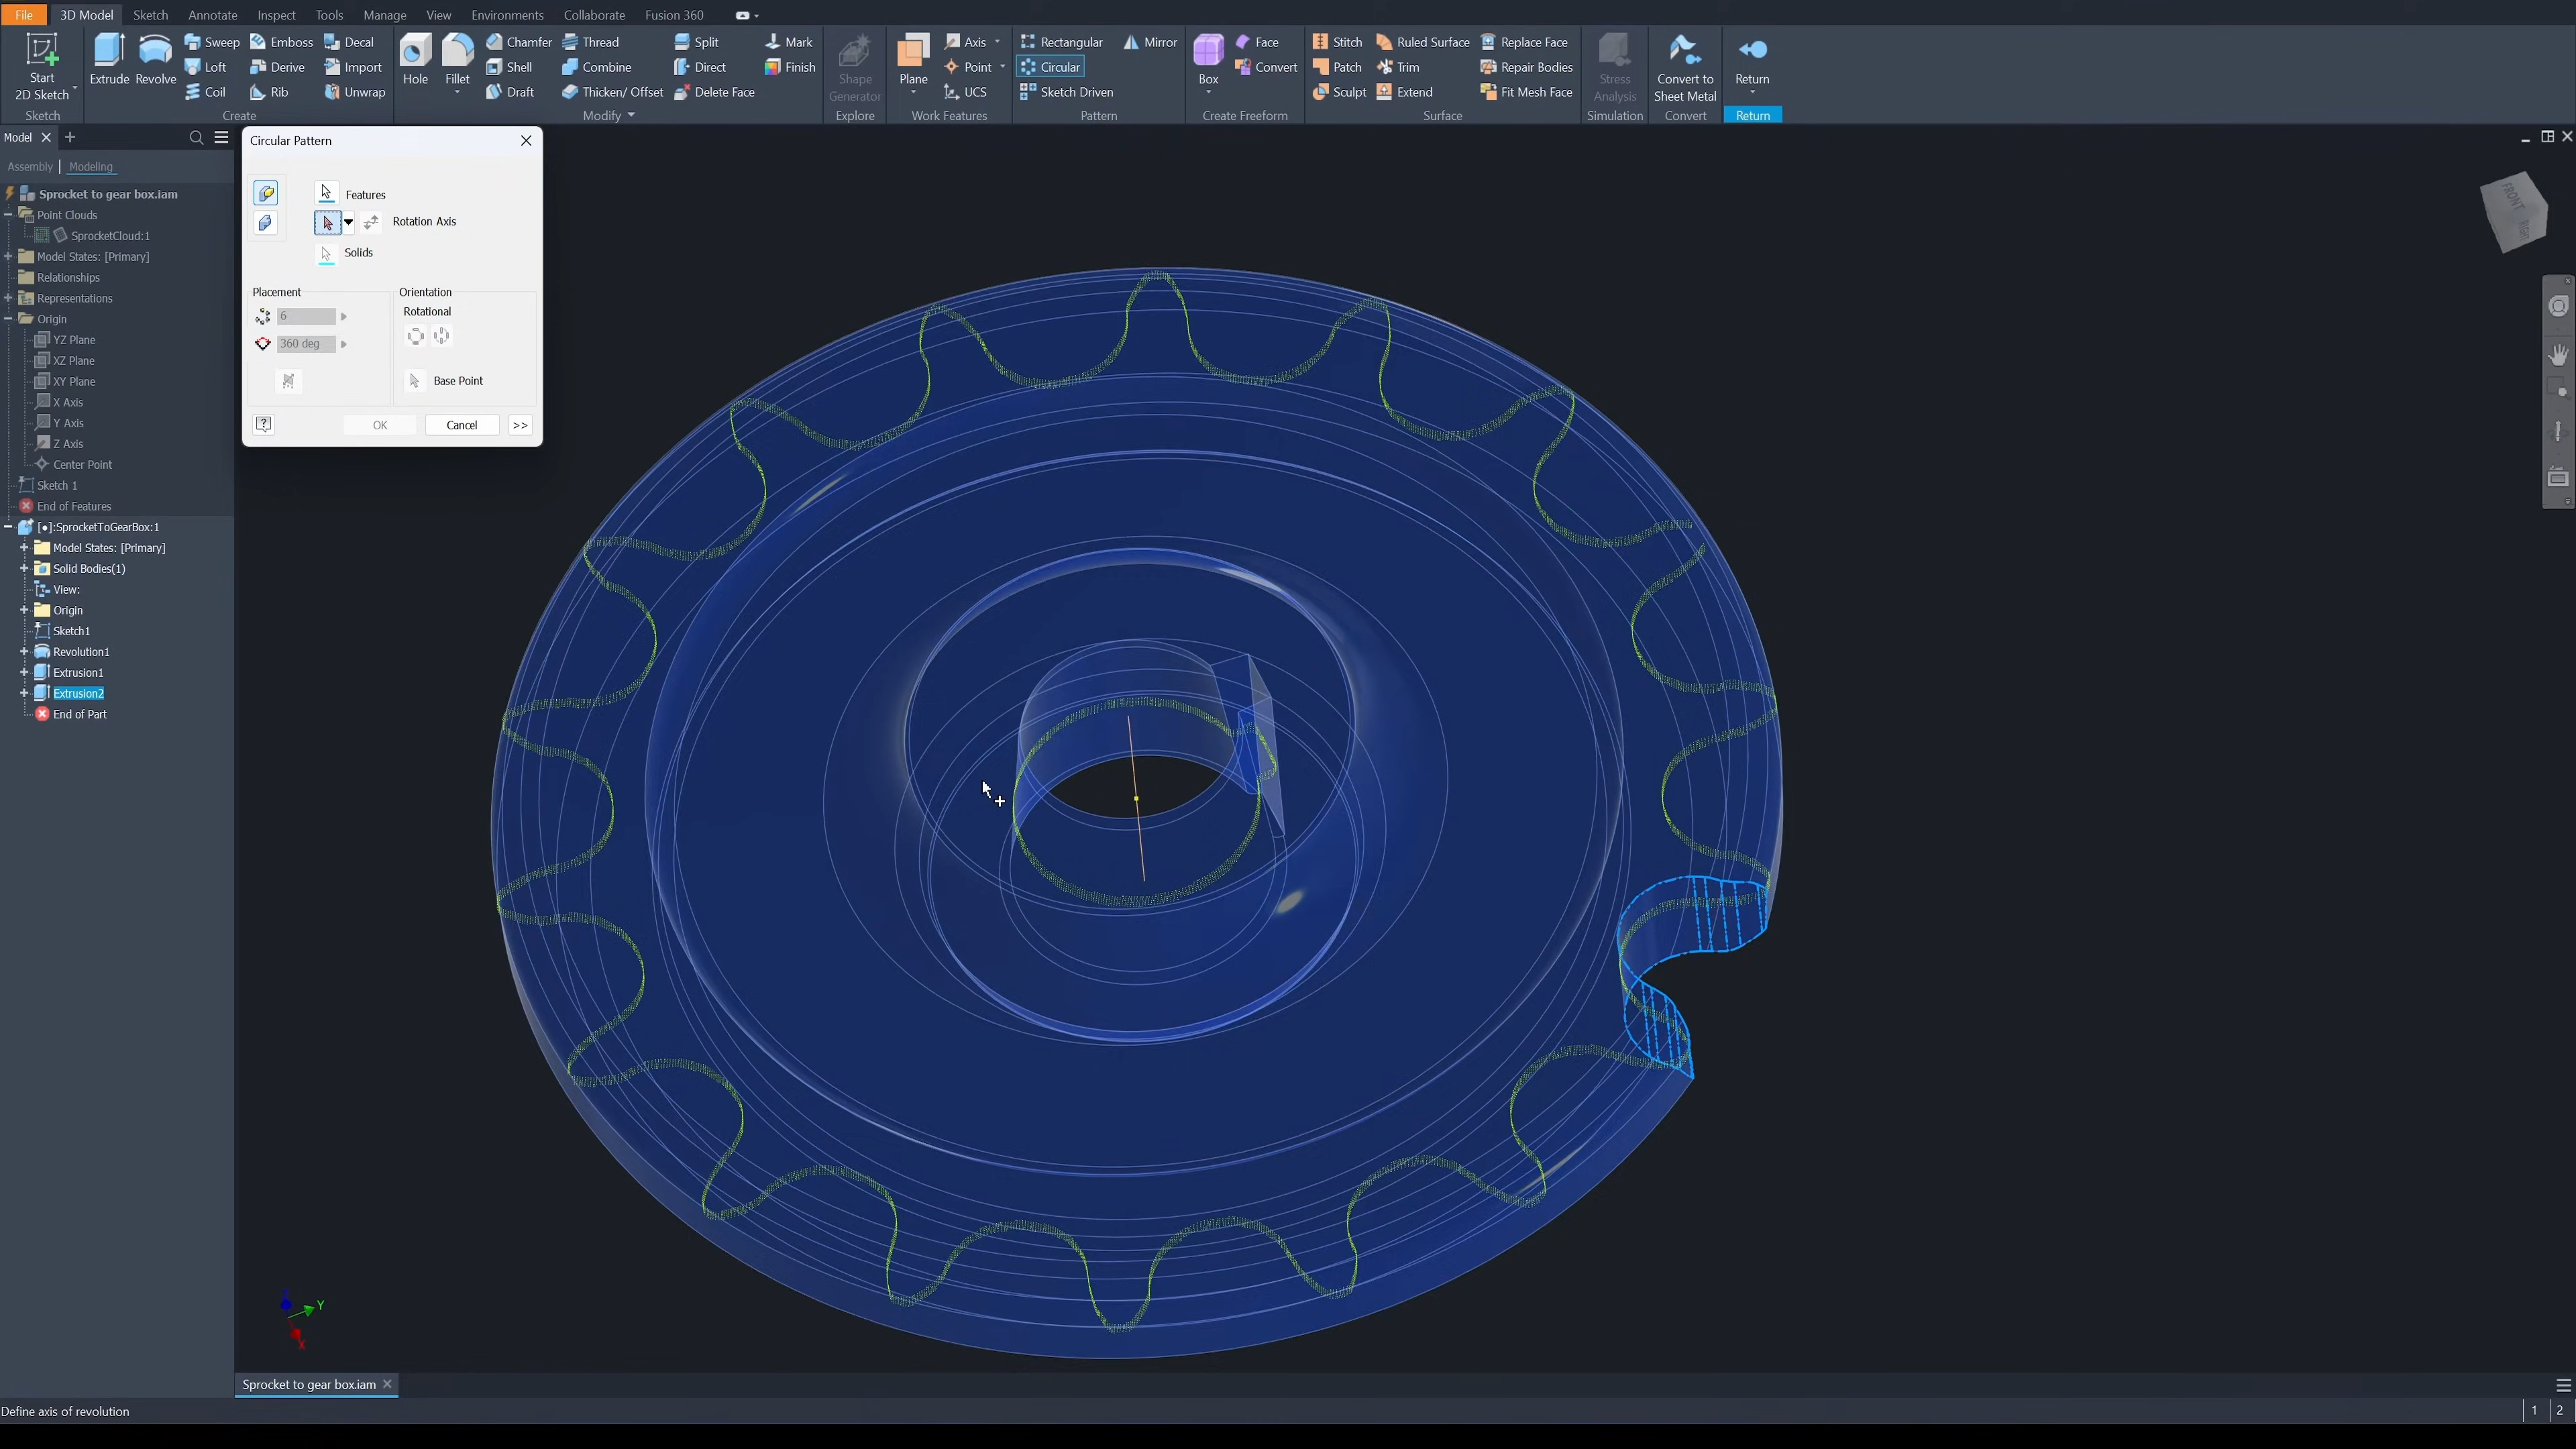 File 3D Model Sketch Annotate Inspect Tools Manage View Environments Collaborate Fusion 360
Start
2D Sketch
Sketch
Extrude
Revolve
Sweep
Loft
Coil
Emboss
Derive
Rib
Decal
Import
Unwrap
Create
Hole
Fillet
Chamfer
Shell
Draft
Thread
Combine
Thicken/ Offset
Split
Direct
Delete Face
Mark
Finish
Modify
Shape
Generator
Explore
Plane
Axis
Point
UCS
Work Features
Rectangular
Circular
Sketch Driven
Mirror
Pattern
Box
Face
Convert
Create Freeform
Stitch
Patch
Sculpt
Ruled Surface
Trim
Extend
Replace Face
Repair Bodies
Fit Mesh Face
Surface
Stress
Analysis
Simulation
Convert to
Sheet Metal
Convert
Return
Return
Model
Assembly
Modeling
Sprocket to gear box.iam
Point Clouds
SprocketCloud:1
Model States: [Primary]
Relationships
Representations
Origin
YZ Plane
XZ Plane
XY Plane
X Axis
Y Axis
Z Axis
Center Point
Sketch 1
End of Features
[●]:SprocketToGearBox:1
Model States: [Primary]
Solid Bodies(1)
View:
Origin
Sketch1
Revolution1
Extrusion1
Extrusion2
End of Part
Circular Pattern
Features
Rotation Axis
Solids
Placement
6
360 deg
Orientation
Rotational
Base Point
?
OK
Cancel
>>
FRONT
RIGHT
Y
X
Sprocket to gear box.iam
Define axis of revolution
1
2